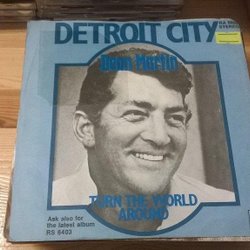 DETROIT CITY
Dean Martin
TURN THE WORLD
AROUND
Ask also for
the latest album
RS 6403